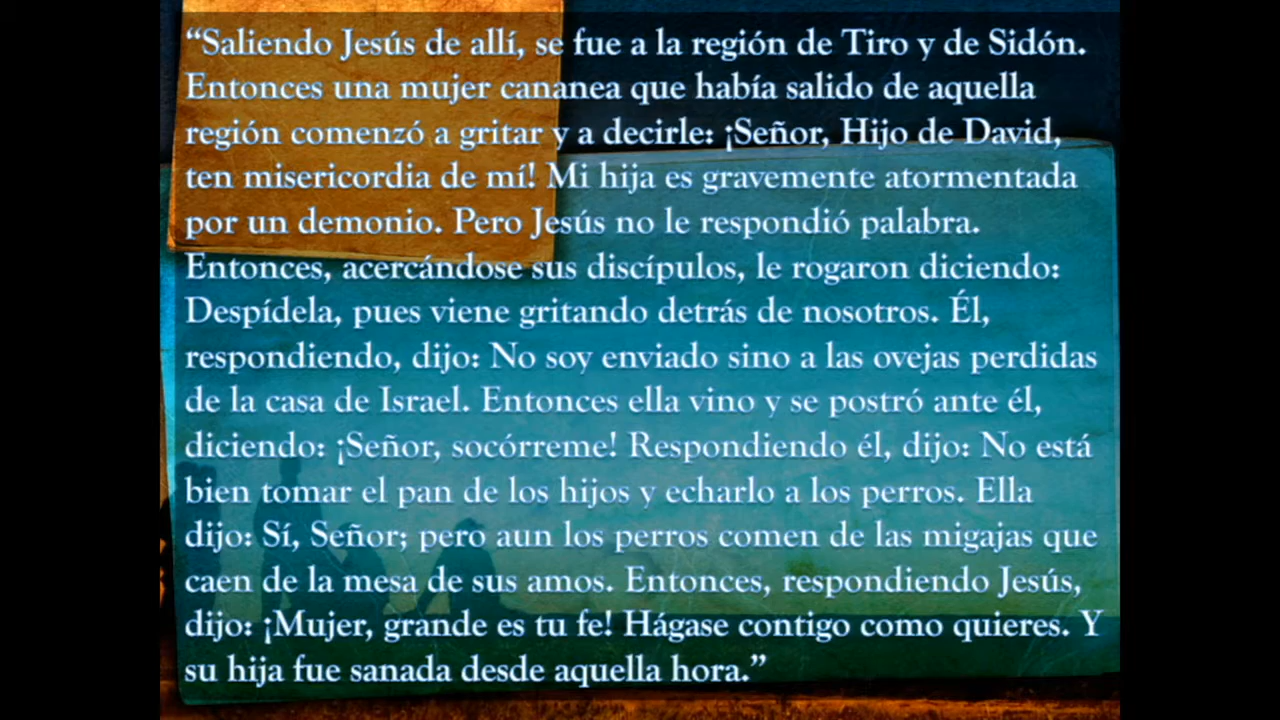 “Saliendo Jesús de allí, se fue a la región de Tiro y de Sidón.
Entonces una mujer cananea que había salido de aquella
región comenzó a gritar y a decirle: ¡Señor, Hijo de David,
ten misericordia de mí! Mi hija es gravemente atormentada
por un demonio. Pero Jesús no le respondió palabra.
Entonces, acercándose sus discípulos, le rogaron diciendo:
Despídela, pues viene gritando detrás de nosotros. Él,
respondiendo, dijo: No soy enviado sino a las ovejas perdidas
de la casa de Israel. Entonces ella vino y se postró ante él,
diciendo: ¡Señor, socórreme! Respondiendo él, dijo: No está
bien tomar el pan de los hijos y echarlo a los perros. Ella
dijo: Sí, Señor; pero aun los perros comen de las migajas que
caen de la mesa de sus amos. Entonces, respondiendo Jesús,
dijo: ¡Mujer, grande es tu fe! Hágase contigo como quieres. Y
su hija fue sanada desde aquella hora.”